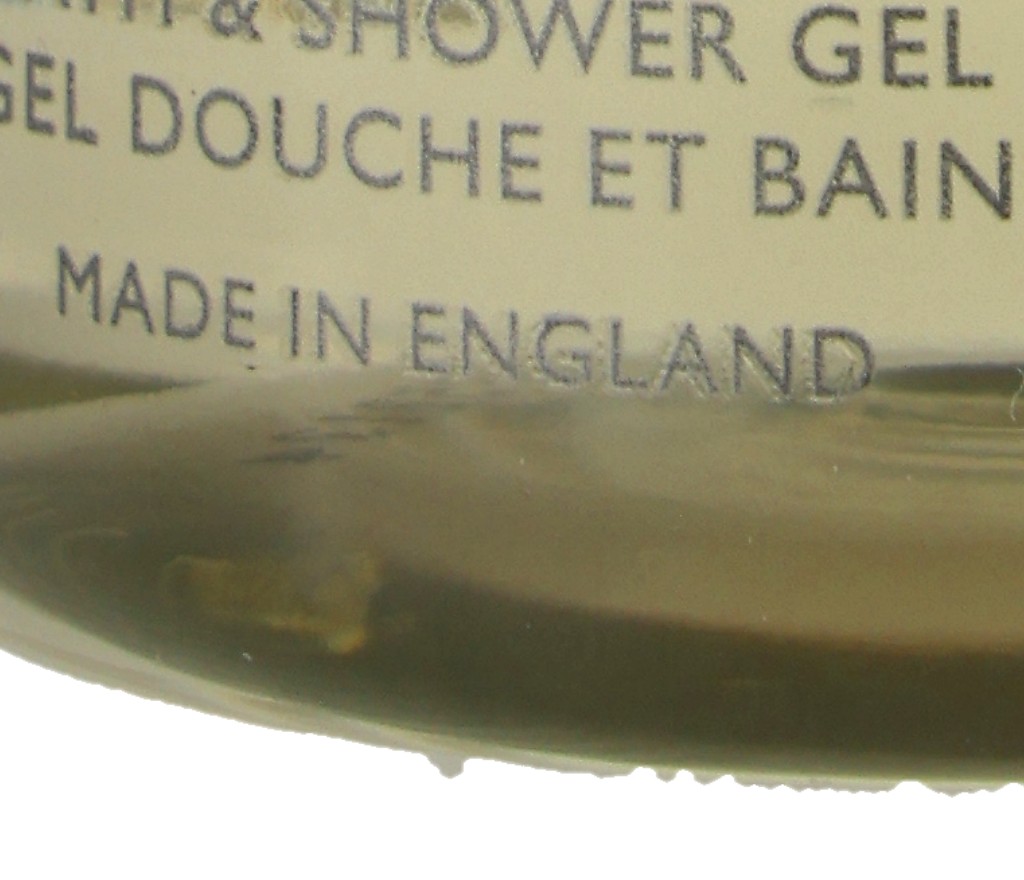 & SHOWER GEL
GEL DOUCHE ET BAIN
MADE IN ENGLAND